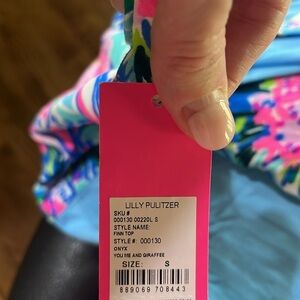 LILLY PULITZER
SKU #
000130 00220L S
STYLE NAME:
FINN TOP
STYLE #: 000130
ONYX
YOU ME AND GIRAFFEE
SIZE: S
889069 708443